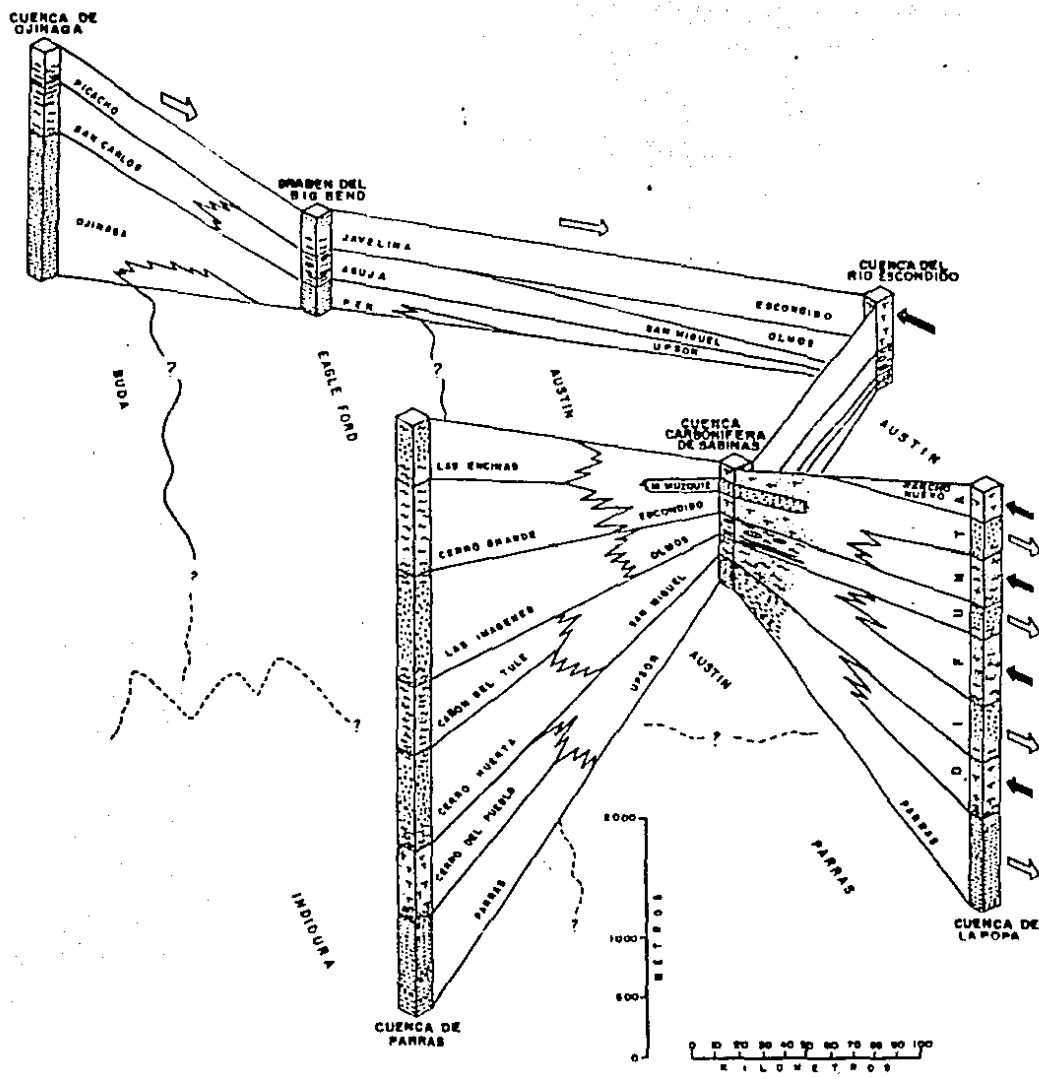 CUENCA DE
OJINAGA
PICACHO
SAN CARLOS
OJINAGA
GRABEN DEL
BIG BEND
JAVELINA
AGUJA
PEN
CUENCA DEL
RIO ESCONDIDO
ESCONDIDO
OLMOS
SAN MIGUEL
UPSON
?
?
BUDA
EAGLE FORD
AUSTIN
AUSTIN
CUENCA
CARBONIFERA
DE SABINAS
LAS ENCINAS
M. MUZQUIZ
RANCHO
NUEVO
CERRO GRANDE
ESCONDIDO
OLMOS
LAS IMAGENES
SAN MIGUEL
CAÑON DEL TULE
UPSON
AUSTIN
?
?
?
CERRO HUERTA
CERRO DEL PUEBLO
PARRAS
?
A
T
N
U
F
I
D
PARRAS
PARRAS
INDIDURA
CUENCA DE
LA POPA
CUENCA DE
PARRAS
2000
1000
500
0
METROS
0 10 20 30 40 50 60 70 80 90 100
KILOMETROS